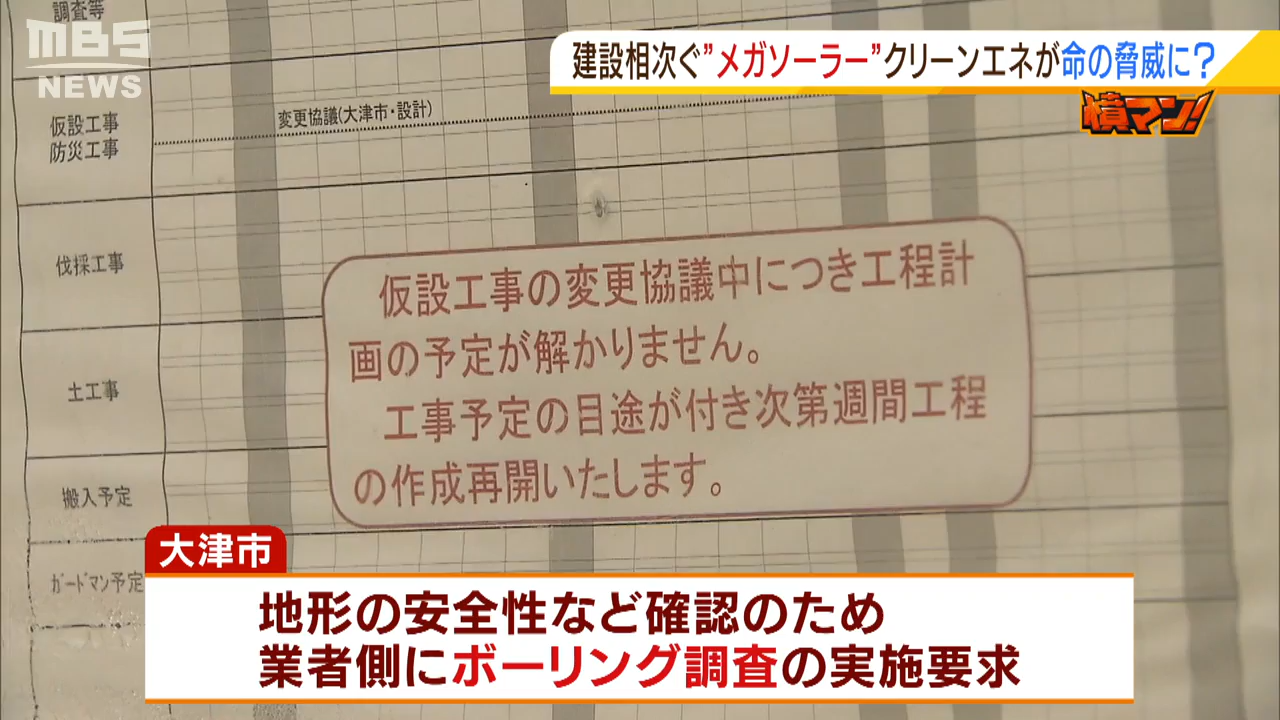 調査等
MBS
NEWS
建設相次ぐ”メガソーラー”クリーンエネが命の脅威に?
憤マン!
仮設工事
防災工事
変更協議(大津市・設計)
伐採工事
仮設工事の変更協議中につき工程計
画の予定が解かりません。
工事予定の目途が付き次第週間工程
の作成再開いたします。
土工事
搬入予定
ガードマン予定
大津市
地形の安全性など確認のため
業者側にボーリング調査の実施要求